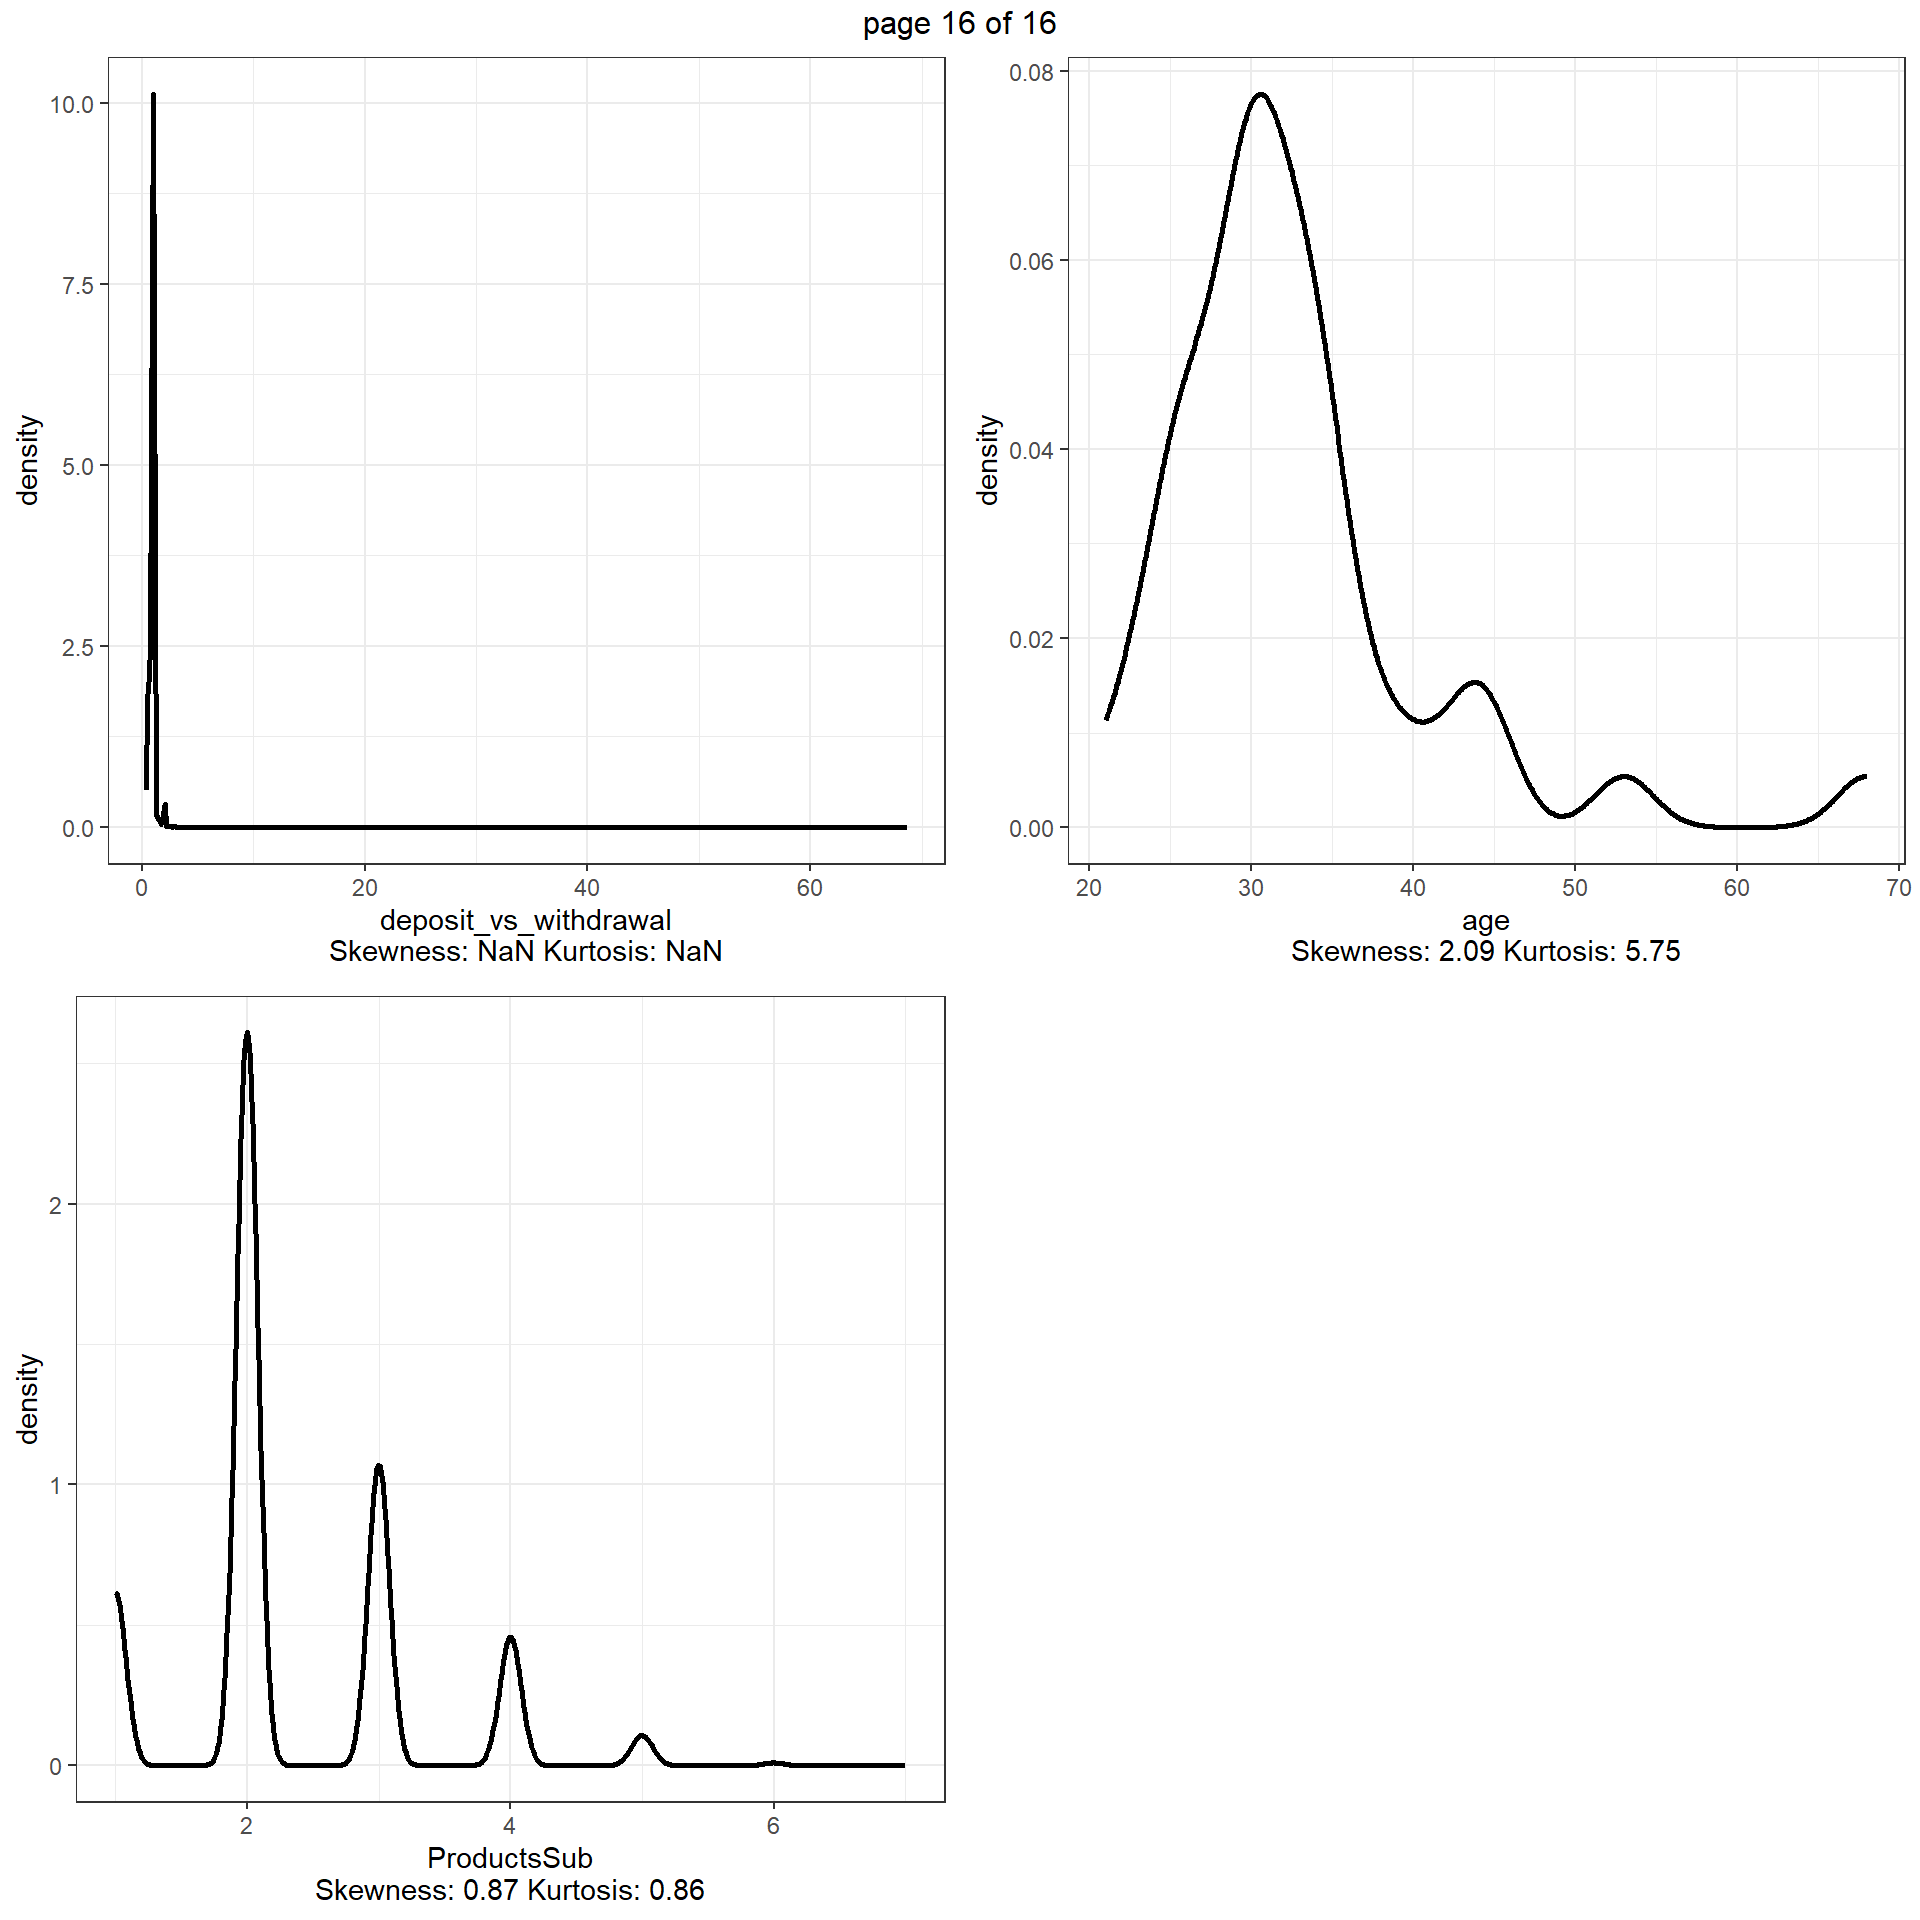 page 16 of 16
10.0
7.5
5.0
2.5
0.0
density
0 20 40 60
deposit_vs_withdrawal
Skewness: NaN Kurtosis: NaN
0.08
0.06
0.04
0.02
0.00
density
20 30 40 50 60 70
age
Skewness: 2.09 Kurtosis: 5.75
2
1
0
density
2 4 6
ProductsSub
Skewness: 0.87 Kurtosis: 0.86